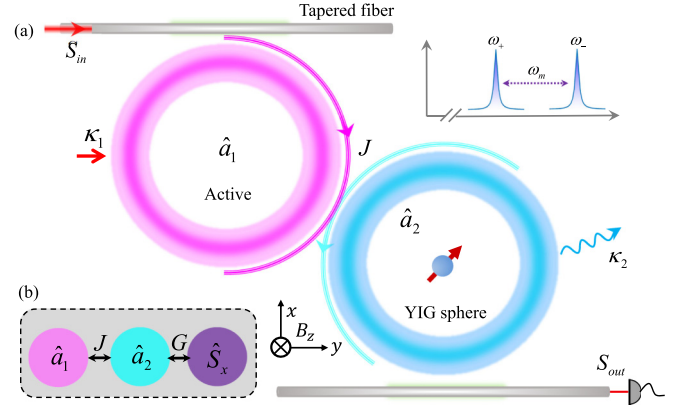 Tapered fiber
(a)
S_in
ω_+ ω_−
ω_m
κ_1
â_1
Active
J
â_2
κ_2
YIG sphere
(b)
â_1 J â_2 G Ŝ_x
x
B_z
y
S_out